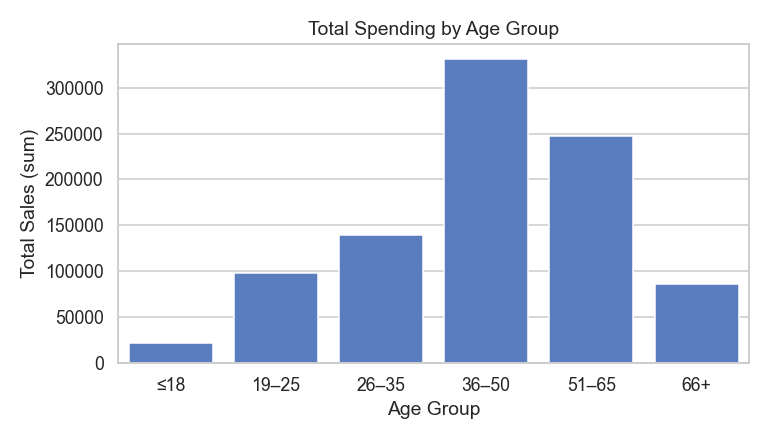 Total Spending by Age Group
Total Sales (sum)
300000
250000
200000
150000
100000
50000
0
≤18 19–25 26–35 36–50 51–65 66+
Age Group